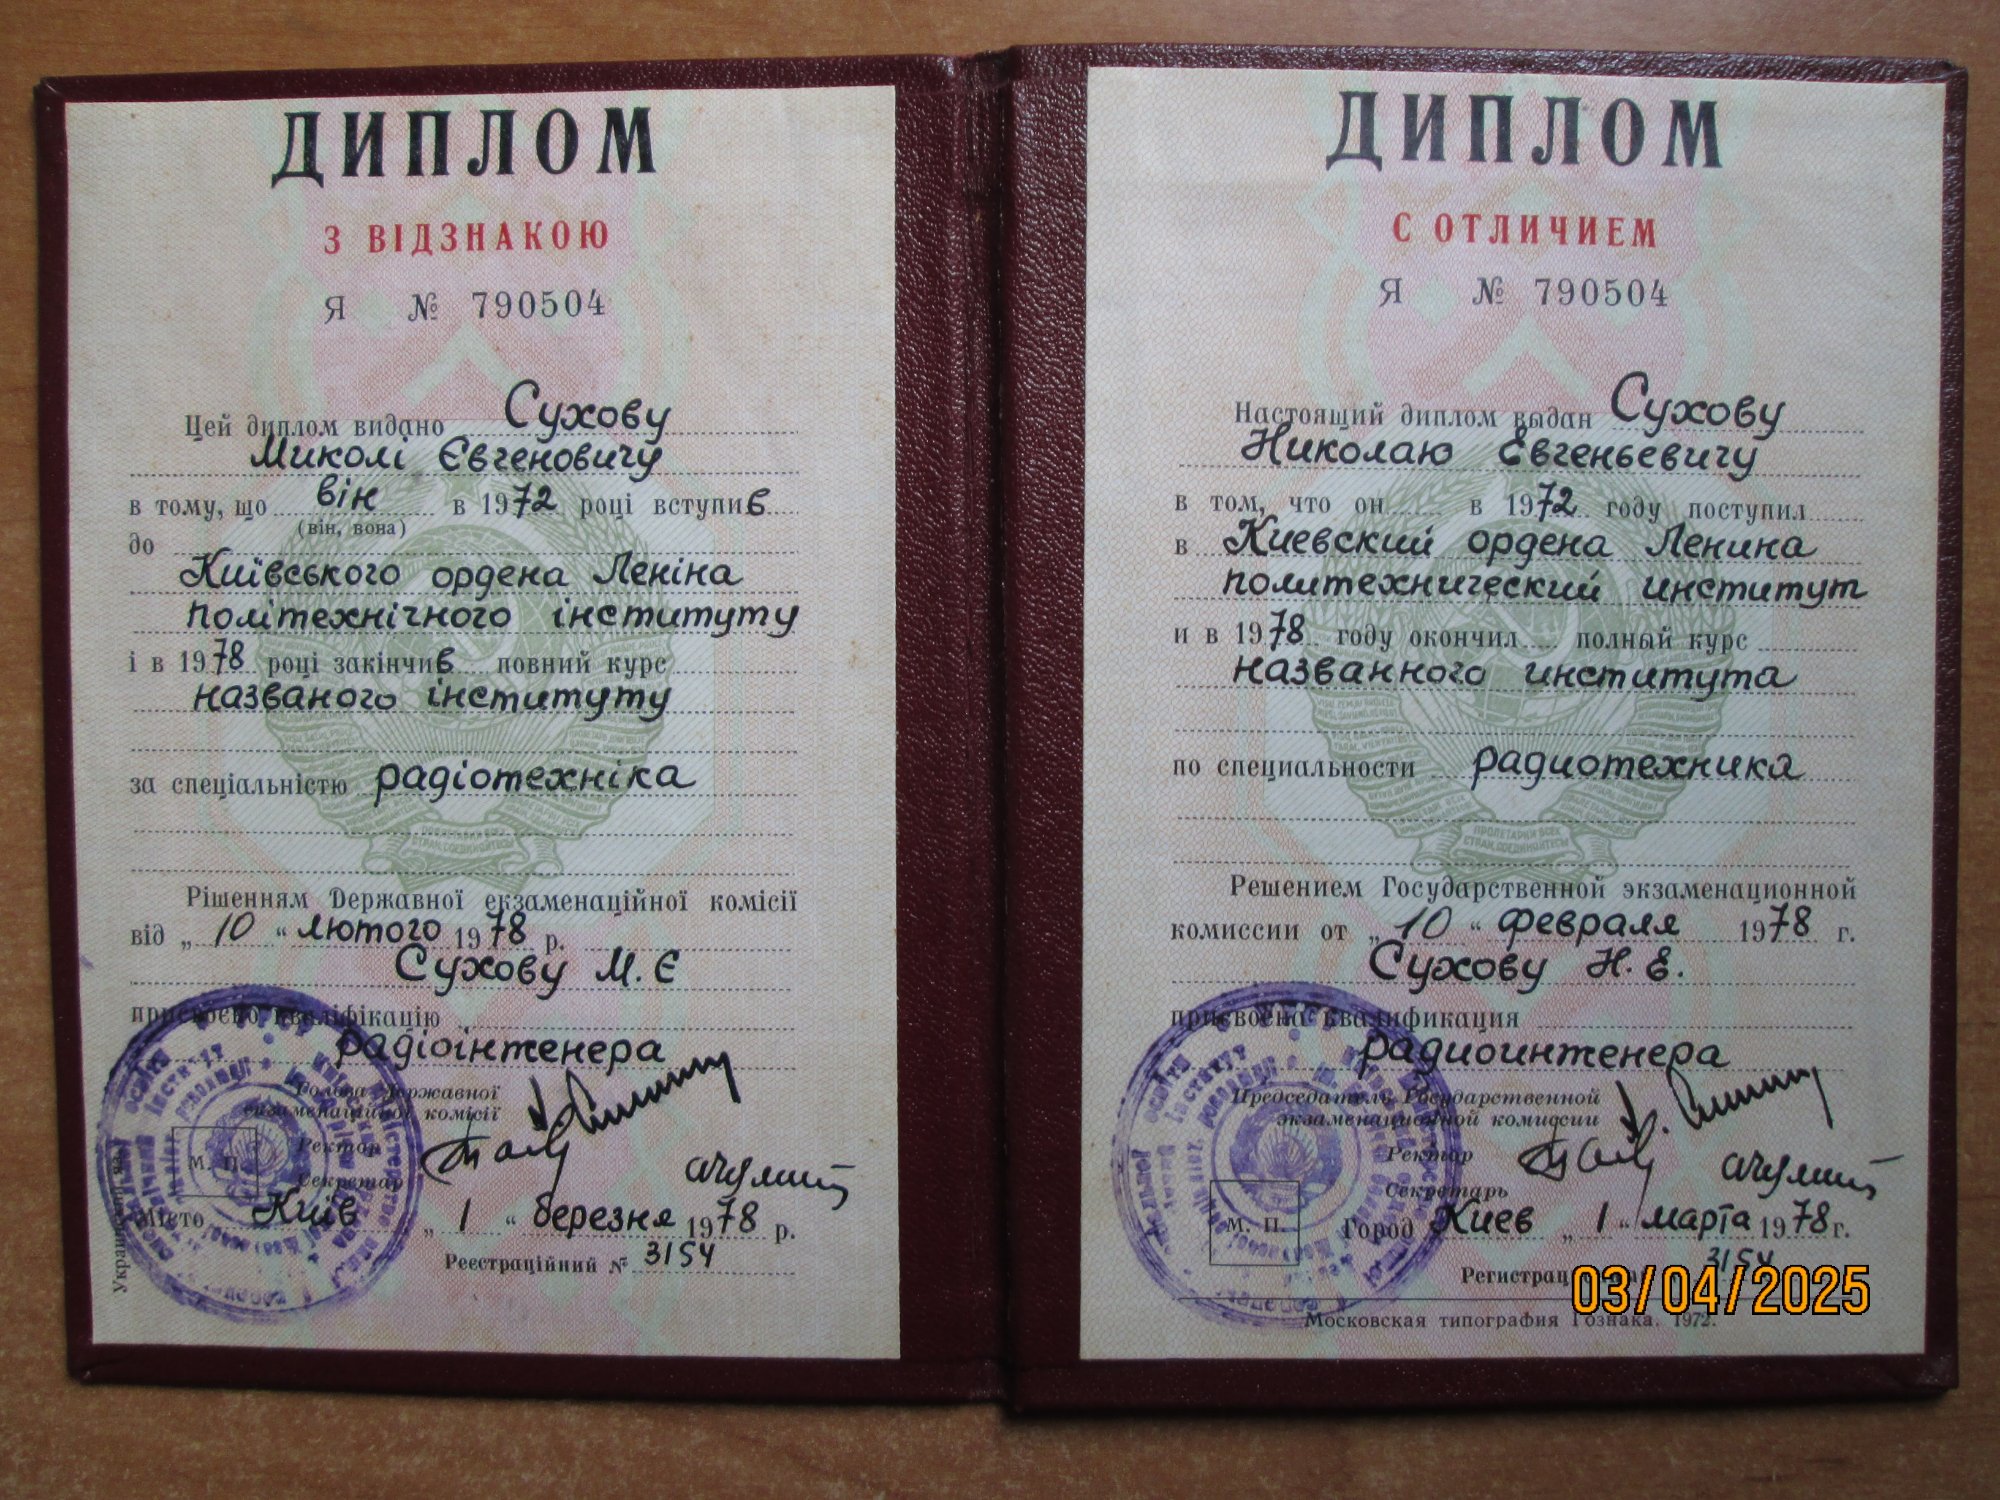 ДИПЛОМ
З ВІДЗНАКОЮ
Я № 790504
Цей диплом видано Сухову
Миколі Євгеновичу
в тому, що він в 1972 році вступив
(він, вона)
до
Київського ордена Леніна
політехнічного інституту
і в 1978 році закінчив повний курс
названого інституту
за спеціальністю радіотехніка
Рішенням Державної екзаменаційної комісії
від „10“ лютого 1978 р.
Сухову М. Є
присвоєно кваліфікацію
радіоінженера
Голова Державної
екзаменаційної комісії
Ректор
Секретар
М. П.
Місто Київ „1“ березня 1978 р.
Реєстраційний № 3154
ДИПЛОМ
С ОТЛИЧИЕМ
Я № 790504
Настоящий диплом выдан Сухову
Николаю Евгеньевичу
в том, что он в 1972 году поступил
в Киевский ордена Ленина
политехнический институт
и в 1978 году окончил полный курс
названного института
по специальности радиотехника
ПРОЛЕТАРИИ ВСЕХ
СТРАН, СОЕДИНЯЙТЕСЬ
Решением Государственной экзаменационной
комиссии от „10“ февраля 1978 г.
Сухову Н. Е.
присвоена квалификация
радиоинженера
Председатель Государственной
экзаменационной комиссии
Ректор
Секретарь
М. П.
Город Киев „1“ марта 1978 г.
3154
03/04/2025
Московская типография Гознака. 1972.